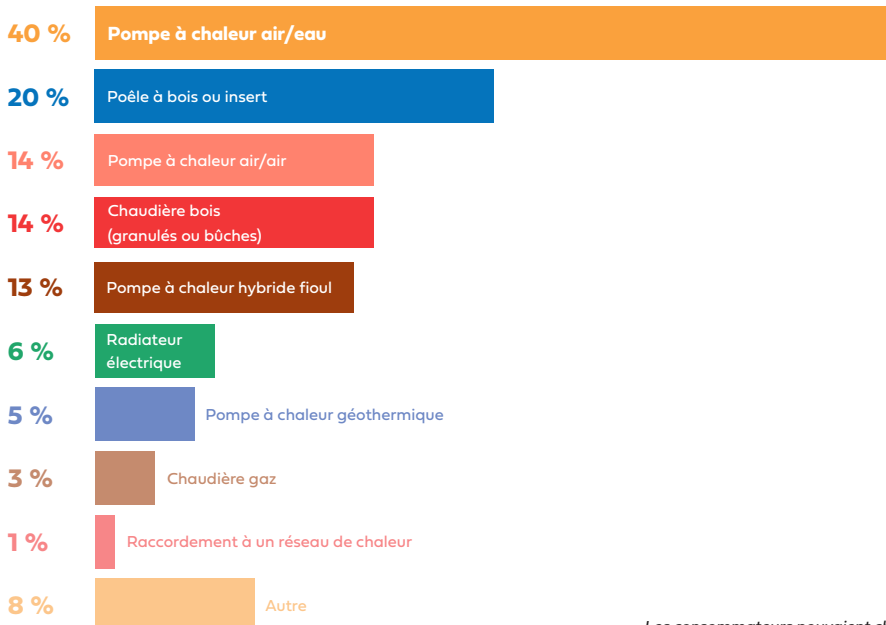 40 % Pompe à chaleur air/eau
20 % Poêle à bois ou insert
14 % Pompe à chaleur air/air
14 % Chaudière bois
(granulés ou bûches)
13 % Pompe à chaleur hybride fioul
6 % Radiateur
électrique
5 % Pompe à chaleur géothermique
3 % Chaudière gaz
1 % Raccordement à un réseau de chaleur
8 % Autre